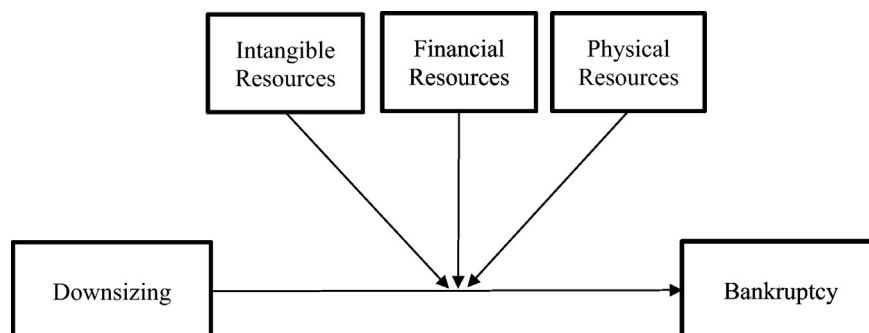 Intangible
Resources
Financial
Resources
Physical
Resources
Downsizing
Bankruptcy